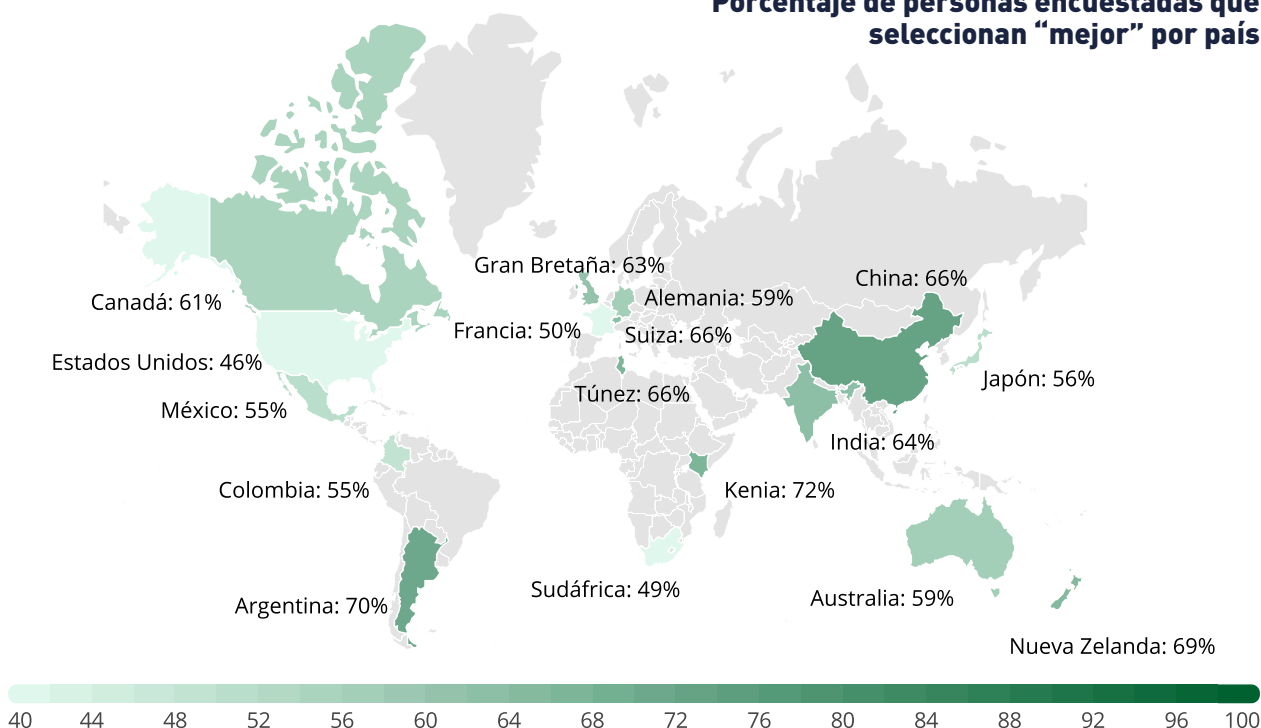 Porcentaje de personas encuestadas que
seleccionan “mejor” por país
Gran Bretaña: 63%
China: 66%
Canadá: 61%
Alemania: 59%
Francia: 50%
Suiza: 66%
Estados Unidos: 46%
Japón: 56%
Túnez: 66%
México: 55%
India: 64%
Colombia: 55%
Kenia: 72%
Sudáfrica: 49%
Australia: 59%
Argentina: 70%
Nueva Zelanda: 69%
40 44 48 52 56 60 64 68 72 76 80 84 88 92 96 100